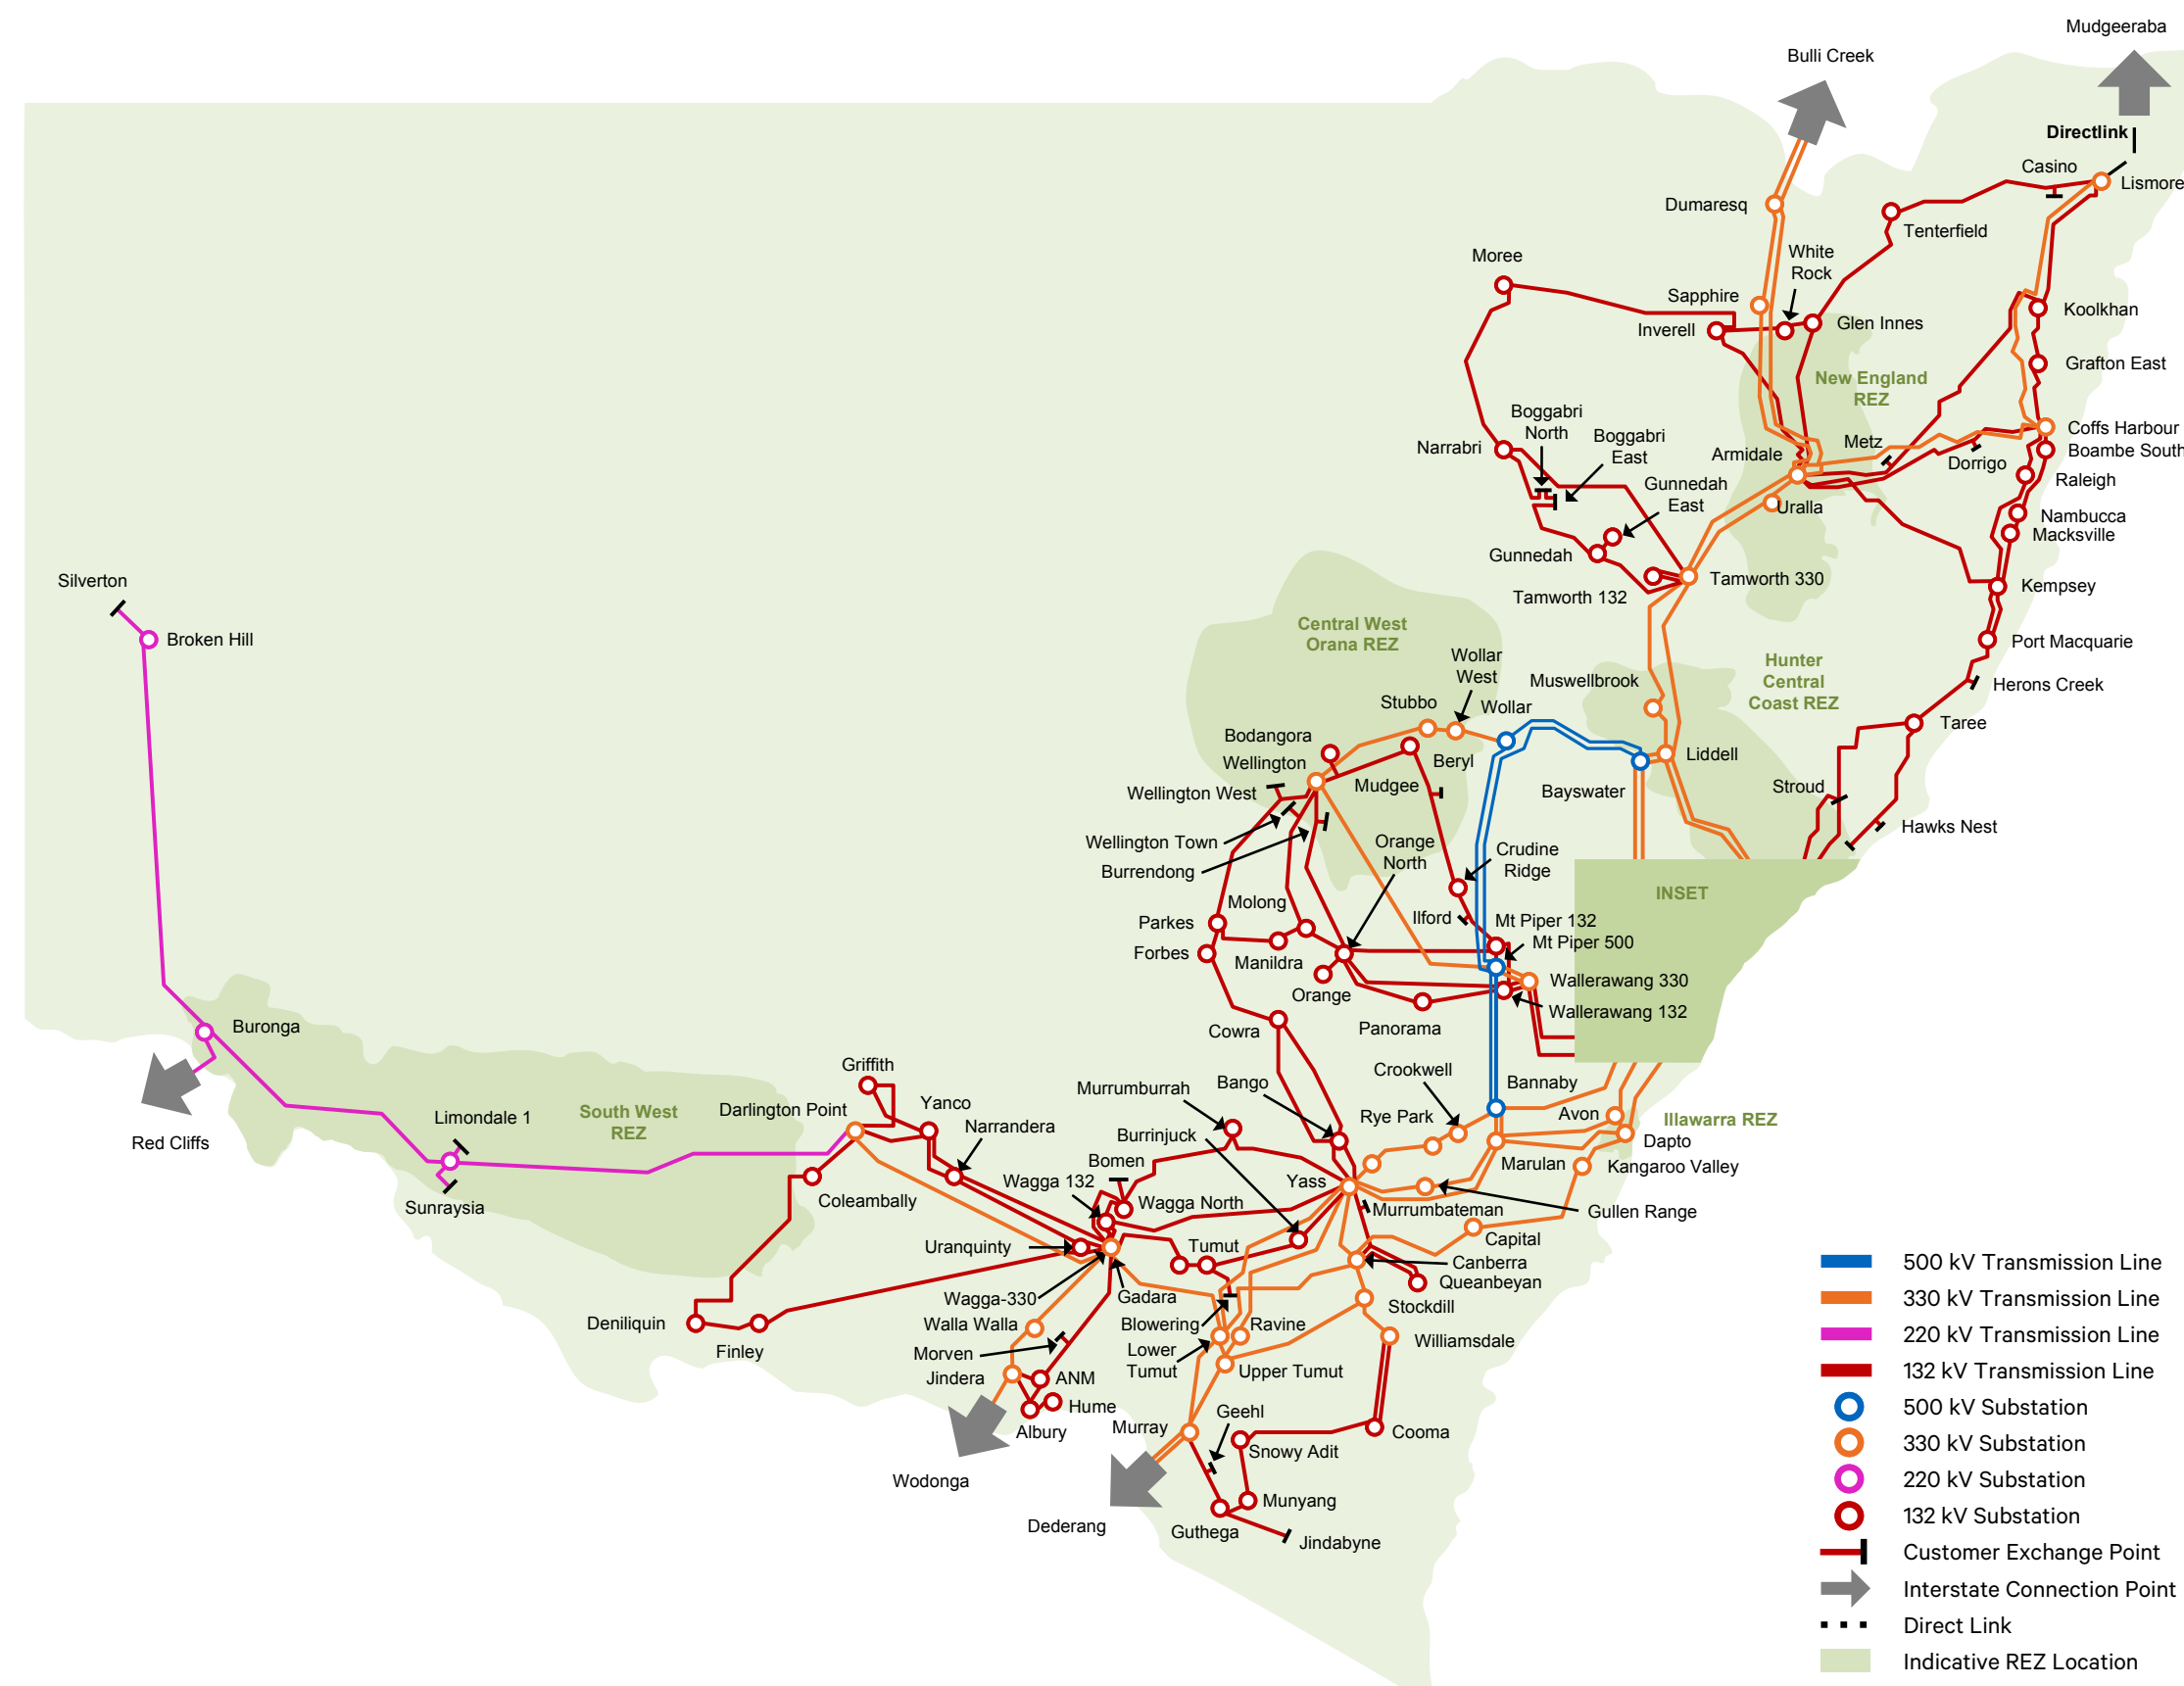 Mudgeeraba
Bulli Creek
Directlink
Casino
Lismore
Dumaresq
Tenterfield
White
Rock
Moree
Sapphire
Inverell
Glen Innes
Koolkhan
Grafton East
New England
REZ
Boggabri
North
Boggabri
East
Narrabri
Armidale
Metz
Dorrigo
Coffs Harbour
Boambe South
Raleigh
Gunnedah
East
Uralla
Nambucca
Macksville
Gunnedah
Tamworth 330
Tamworth 132
Kempsey
Silverton
Broken Hill
Central West
Orana REZ
Port Macquarie
Wollar
West
Hunter
Central
Coast REZ
Muswellbrook
Herons Creek
Stubbo
Wollar
Taree
Bodangora
Wellington
Beryl
Liddell
Mudgee
Bayswater
Stroud
Wellington West
Hawks Nest
Wellington Town
Orange
North
Crudine
Ridge
Burrendong
INSET
Molong
Parkes
Ilford
Mt Piper 132
Mt Piper 500
Forbes
Manildra
Orange
Wallerawang 330
Wallerawang 132
Panorama
Buronga
Cowra
Griffith
Crookwell
Bannaby
Murrumburrah
Bango
Limondale 1
South West
REZ
Darlington Point
Yanco
Rye Park
Avon
Illawarra REZ
Red Cliffs
Narrandera
Burrinjuck
Dapto
Bomen
Marulan
Kangaroo Valley
Wagga 132
Yass
Coleambally
Wagga North
Sunraysia
Murrumbateman
Gullen Range
Uranquinty
Tumut
Capital
Canberra
Queanbeyan
Wagga-330
Gadara
Stockdill
Deniliquin
Walla Walla
Blowering
Ravine
Finley
Morven
Lower
Tumut
Williamsdale
Jindera
ANM
Upper Tumut
Hume
Albury
Murray
Geehl
Cooma
Snowy Adit
Wodonga
Munyang
Dederang
Guthega
Jindabyne
500 kV Transmission Line
330 kV Transmission Line
220 kV Transmission Line
132 kV Transmission Line
500 kV Substation
330 kV Substation
220 kV Substation
132 kV Substation
Customer Exchange Point
Interstate Connection Point
Direct Link
Indicative REZ Location